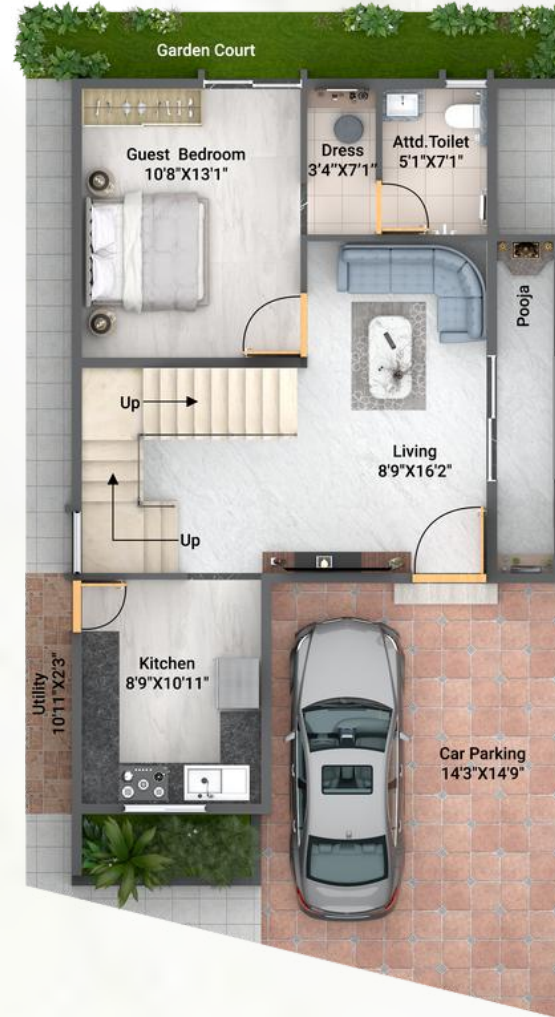 Garden Court
Guest Bedroom
10'8"X13'1"
Dress
3'4"X7'1"
Attd.Toilet
5'1"X7'1"
Pooja
Up
Living
8'9"X16'2"
Up
Kitchen
8'9"X10'11"
Utility
10'11"X2'3"
Car Parking
14'3"X14'9"